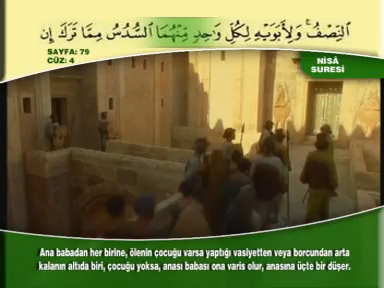 ٱلنِّصۡفُۚ وَلِأَبَوَيۡهِ لِكُلِّ وَٰحِدٖ مِّنۡهُمَا ٱلسُّدُسُ مِمَّا تَرَكَ إِن
SAYFA: 79
CÜZ: 4
NİSÂ
SURESİ
Ana babadan her birine, ölenin çocuğu varsa yaptığı vasiyetten veya borcundan arta
kalanın altıda biri, çocuğu yoksa, anası babası ona varis olur, anasına üçte bir düşer.